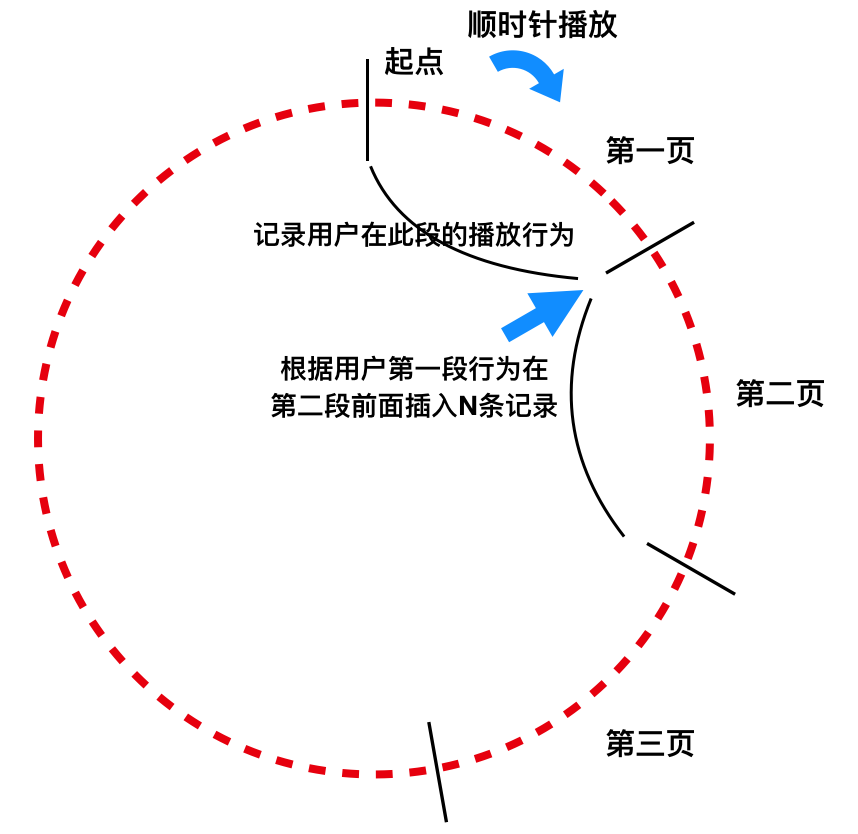 顺时针播放
起点
第一页
记录用户在此段的播放行为
根据用户第一段行为在
第二段前面插入N条记录
第二页
第三页